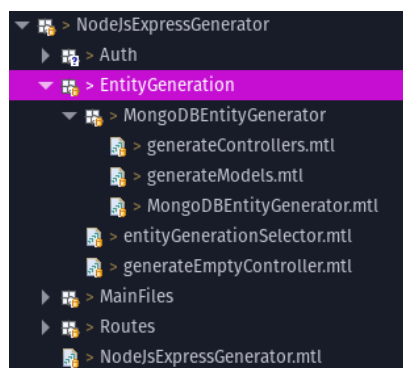 > NodeJsExpressGenerator
> Auth
> EntityGeneration
> MongoDBEntityGenerator
> generateControllers.mtl
> generateModels.mtl
> MongoDBEntityGenerator.mtl
> entityGenerationSelector.mtl
> generateEmptyController.mtl
> MainFiles
> Routes
> NodeJsExpressGenerator.mtl